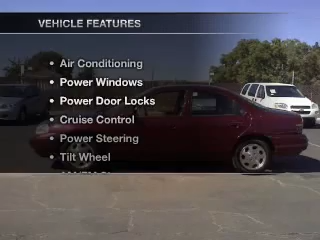 VEHICLE FEATURES
• Air Conditioning
• Power Windows
• Power Door Locks
• Cruise Control
• Power Steering
• Tilt Wheel